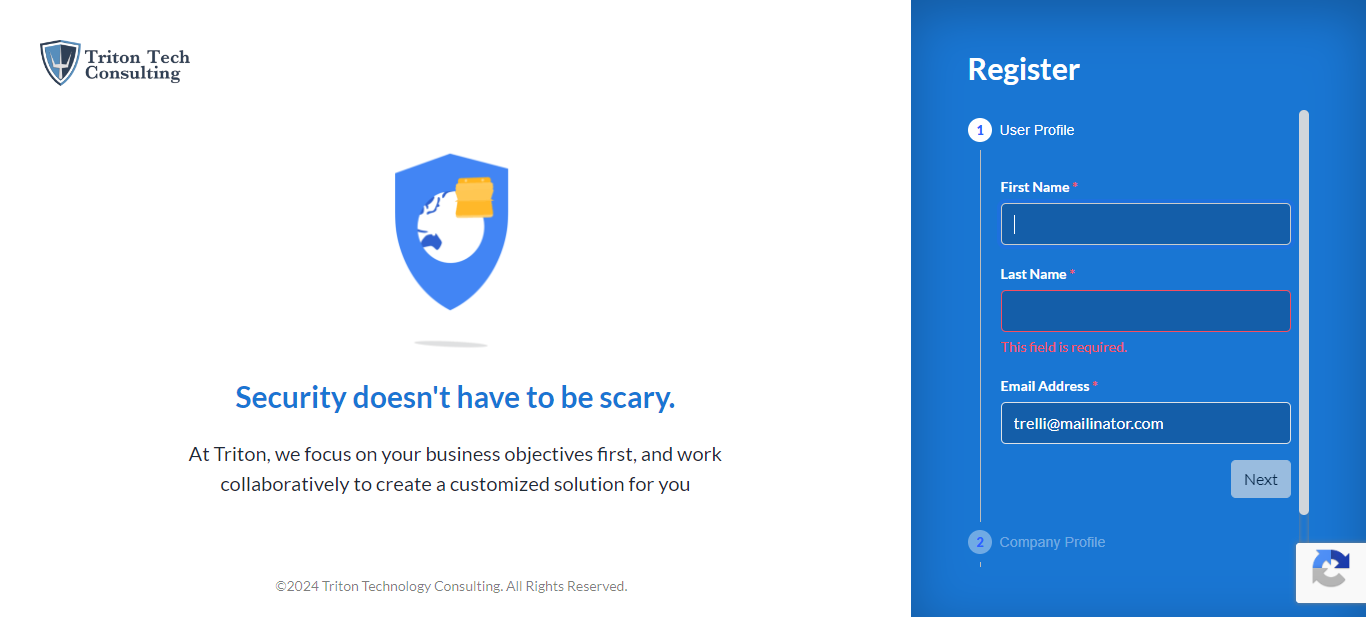 Triton Tech
Consulting
Security doesn't have to be scary.
At Triton, we focus on your business objectives first, and work
collaboratively to create a customized solution for you
©2024 Triton Technology Consulting. All Rights Reserved.
Register
1 User Profile
First Name *
Last Name *
This field is required.
Email Address *
trelli@mailinator.com
Next
2 Company Profile